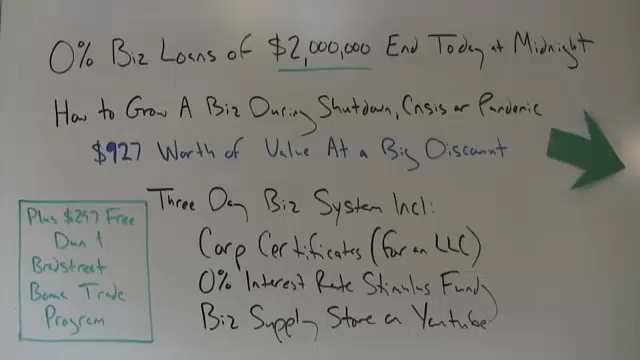 0% Biz Loans of $2,000,000 End Today at Midnight
How to Grow A Biz During Shutdown, Crisis or Pandemic
$927 Worth of Value At a Big Discount
Three Day Biz System Incl:
Corp Certificates (for an LLC)
0% Interest Rate Stimulus Funds
Biz Supply Store on Youtube
Plus $297 Free
Dun &
Bradstreet
Bonus Trade
Program